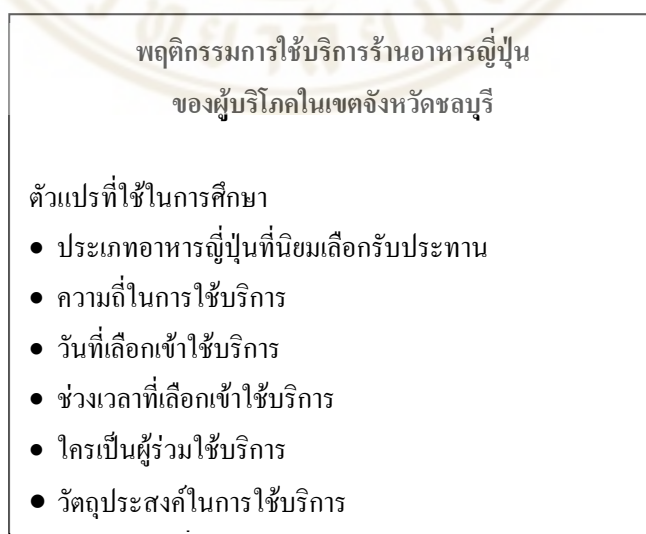 พฤติกรรมการใช้บริการร้านอาหารญี่ปุ่น
ของผู้บริโภคในเขตจังหวัดชลบุรี
ตัวแปรที่ใช้ในการศึกษา
● ประเภทอาหารญี่ปุ่นที่นิยมเลือกรับประทาน
● ความถี่ในการใช้บริการ
● วันที่เลือกเข้าใช้บริการ
● ช่วงเวลาที่เลือกเข้าใช้บริการ
● ใครเป็นผู้ร่วมใช้บริการ
● วัตถุประสงค์ในการใช้บริการ